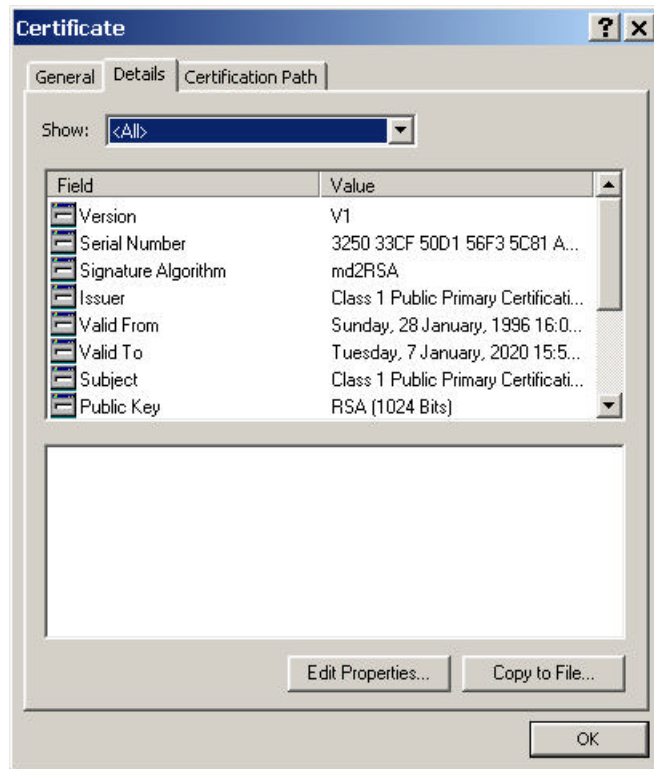 Certificate
General Details Certification Path
Show: <All>
Field Value
Version V1
Serial Number 3250 33CF 50D1 56F3 5C81 A...
Signature Algorithm md2RSA
Issuer Class 1 Public Primary Certificati...
Valid From Sunday, 28 January, 1996 16:0...
Valid To Tuesday, 7 January, 2020 15:5...
Subject Class 1 Public Primary Certificati...
Public Key RSA (1024 Bits)
Edit Properties... Copy to File...
OK